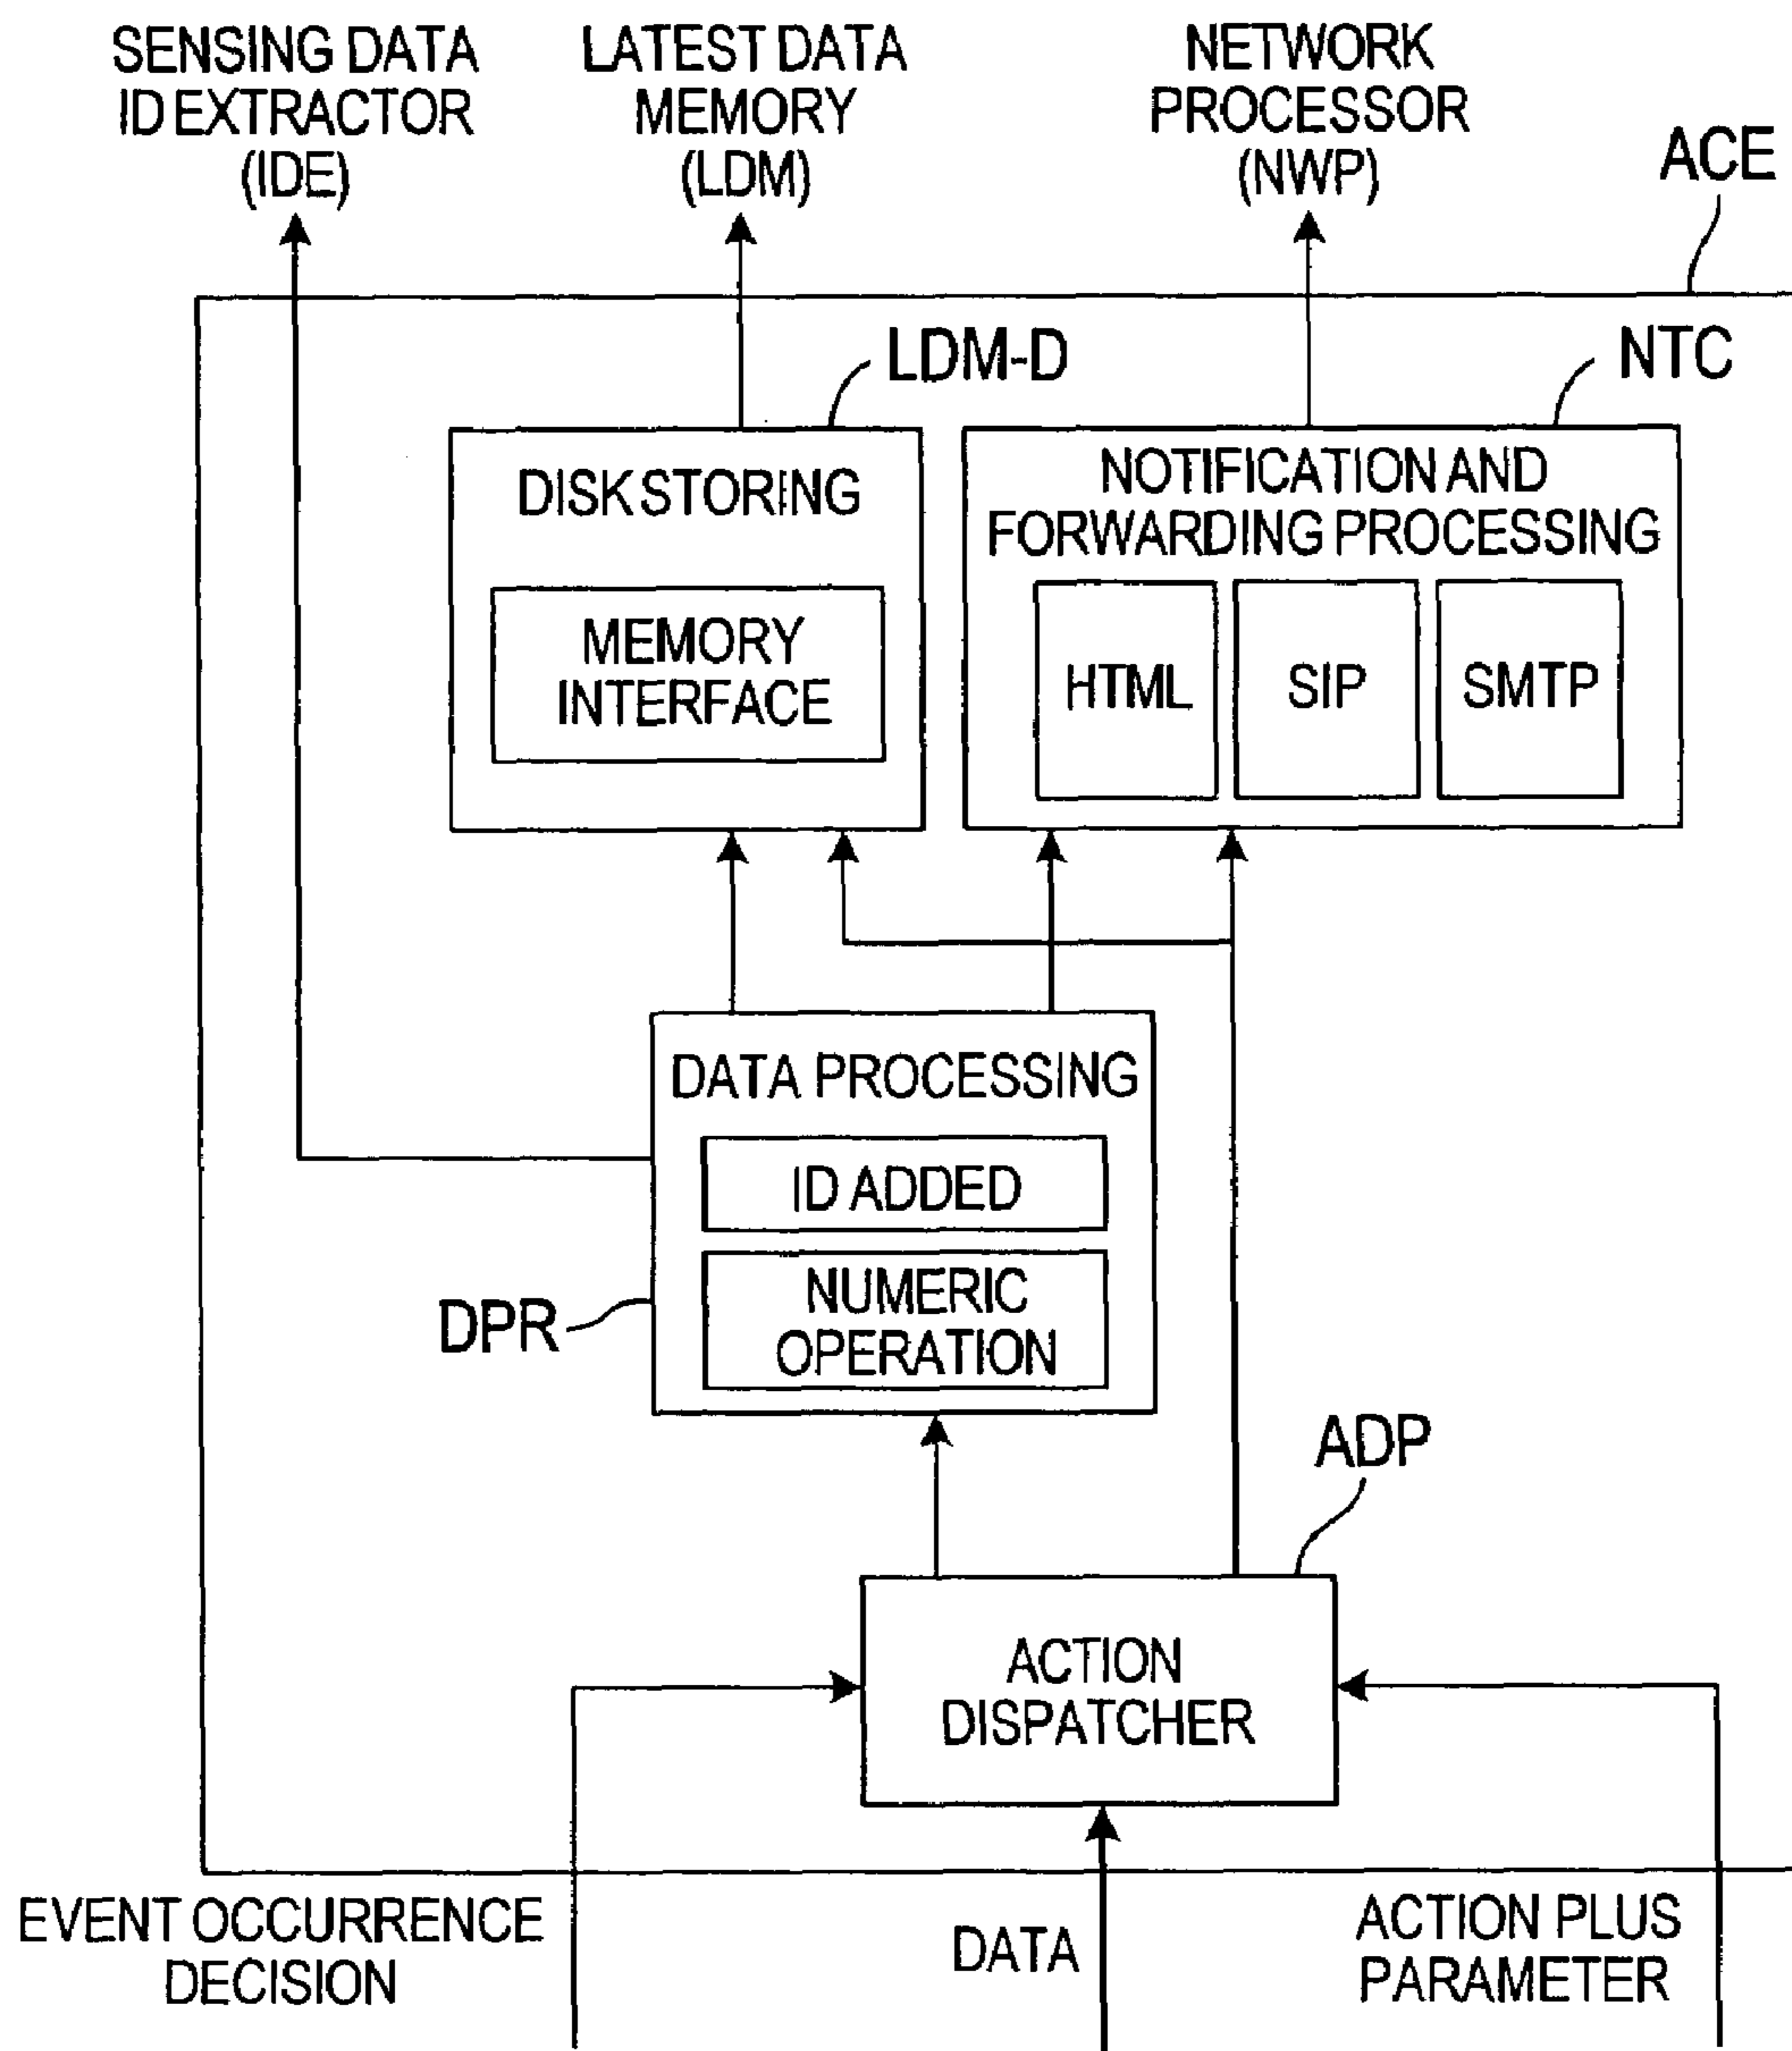 SENSING DATA
ID EXTRACTOR
(IDE)
LATEST DATA
MEMORY
(LDM)
NETWORK
PROCESSOR
(NWP)
ACE
LDM-D
NTC
DISK STORING
MEMORY
INTERFACE
NOTIFICATION AND
FORWARDING PROCESSING
HTML
SIP
SMTP
DATA PROCESSING
ID ADDED
NUMERIC
OPERATION
DPR
ADP
ACTION
DISPATCHER
EVENT OCCURRENCE
DECISION
DATA
ACTION PLUS
PARAMETER